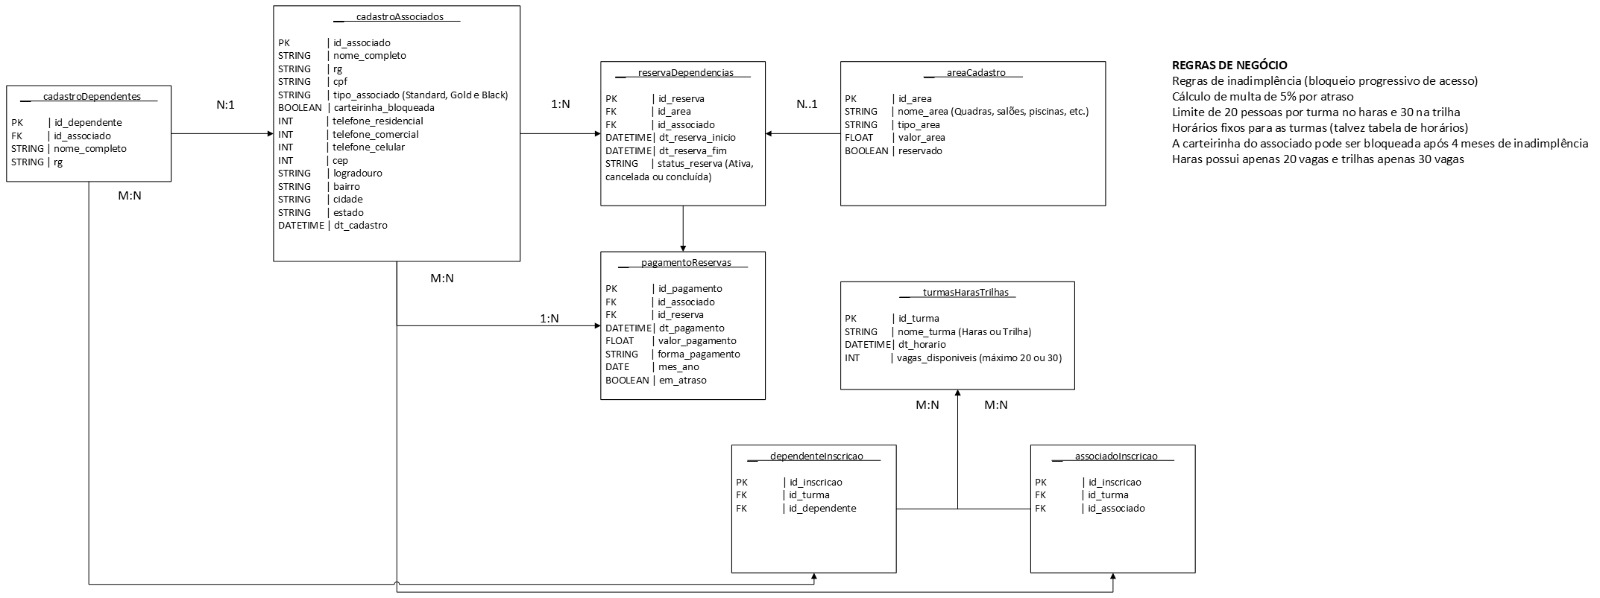 cadastroDependentes
PK | id_dependente
FK | id_associado
STRING | nome_completo
STRING | rg
N:1
M:N
cadastroAssociados
PK | id_associado
STRING | nome_completo
STRING | rg
STRING | cpf
STRING | tipo_associado (Standard, Gold e Black)
BOOLEAN | carteirinha_bloqueada
INT | telefone_residencial
INT | telefone_comercial
INT | telefone_celular
INT | cep
STRING | logradouro
STRING | bairro
STRING | cidade
STRING | estado
DATETIME | dt_cadastro
M:N
1:N
1:N
reservaDependencias
PK | id_reserva
FK | id_area
FK | id_associado
DATETIME | dt_reserva_inicio
DATETIME | dt_reserva_fim
STRING | status_reserva (Ativa,
cancelada ou concluída)
N..1
areaCadastro
PK | id_area
STRING | nome_area (Quadras, salões, piscinas, etc.)
STRING | tipo_area
FLOAT | valor_area
BOOLEAN | reservado
pagamentoReservas
PK | id_pagamento
FK | id_associado
FK | id_reserva
DATETIME | dt_pagamento
FLOAT | valor_pagamento
STRING | forma_pagamento
DATE | mes_ano
BOOLEAN | em_atraso
turmasHarasTrilhas
PK | id_turma
STRING | nome_turma (Haras ou Trilha)
DATETIME | dt_horario
INT | vagas_disponiveis (máximo 20 ou 30)
M:N
M:N
dependenteInscricao
PK | id_inscricao
FK | id_turma
FK | id_dependente
associadoInscricao
PK | id_inscricao
FK | id_turma
FK | id_associado
REGRAS DE NEGÓCIO
Regras de inadimplência (bloqueio progressivo de acesso)
Cálculo de multa de 5% por atraso
Limite de 20 pessoas por turma no haras e 30 na trilha
Horários fixos para as turmas (talvez tabela de horários)
A carteirinha do associado pode ser bloqueada após 4 meses de inadimplência
Haras possui apenas 20 vagas e trilhas apenas 30 vagas